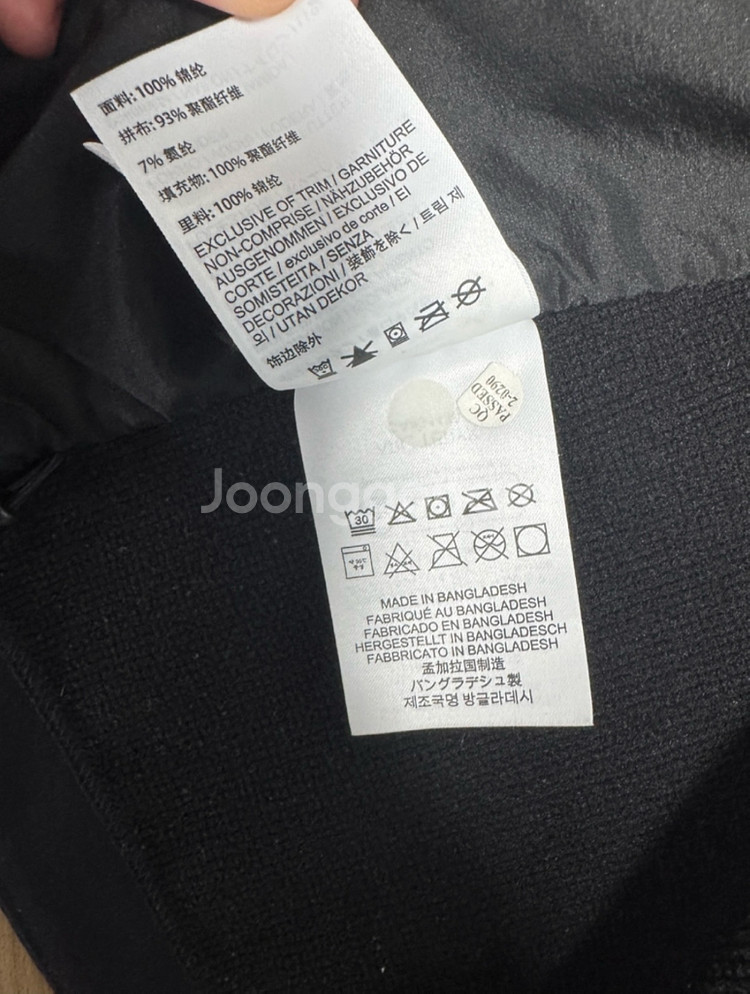 面料: 100% 锦纶
拼布: 93% 聚酯纤维
7% 氨纶
填充物: 100% 聚酯纤维
里料: 100% 锦纶
EXCLUSIVE OF TRIM / GARNITURE
NON-COMPRISE / NÄHZUBEHÖR
AUSGENOMMEN / EXCLUSIVO DE
CORTE / exclusivo de corte / EI
SOMISTEITA / SENZA
DECORAZIONI / 装飾を除く / 트림 제
외 / UTAN DEKOR
饰边除外
QC
PASSED
2-0290
30
MADE IN BANGLADESH
FABRIQUÉ AU BANGLADESH
FABRICADO EN BANGLADESH
HERGESTELLT IN BANGLADESCH
FABBRICATO IN BANGLADESH
孟加拉国制造
バングラデシュ製
제조국명 방글라데시